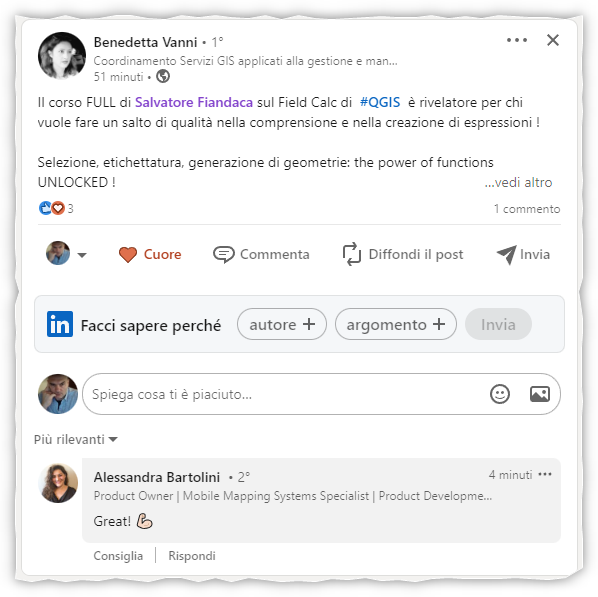 Benedetta Vanni • 1°
Coordinamento Servizi GIS applicati alla gestione e man...
51 minuti •
Il corso FULL di Salvatore Fiandaca sul Field Calc di #QGIS è rivelatore per chi
vuole fare un salto di qualità nella comprensione e nella creazione di espressioni !
Selezione, etichettatura, generazione di geometrie: the power of functions
UNLOCKED ! ...vedi altro
3 1 commento
Cuore Commenta Diffondi il post Invia
in Facci sapere perché autore + argomento + Invia
Spiega cosa ti è piaciuto...
Più rilevanti
Alessandra Bartolini • 2° 4 minuti
Product Owner | Mobile Mapping Systems Specialist | Product Developme...
Great! 💪🏻
Consiglia Rispondi